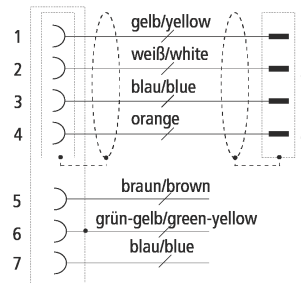 1 gelb/yellow
2 weiß/white
3 blau/blue
4 orange
5 braun/brown
6 grün-gelb/green-yellow
7 blau/blue